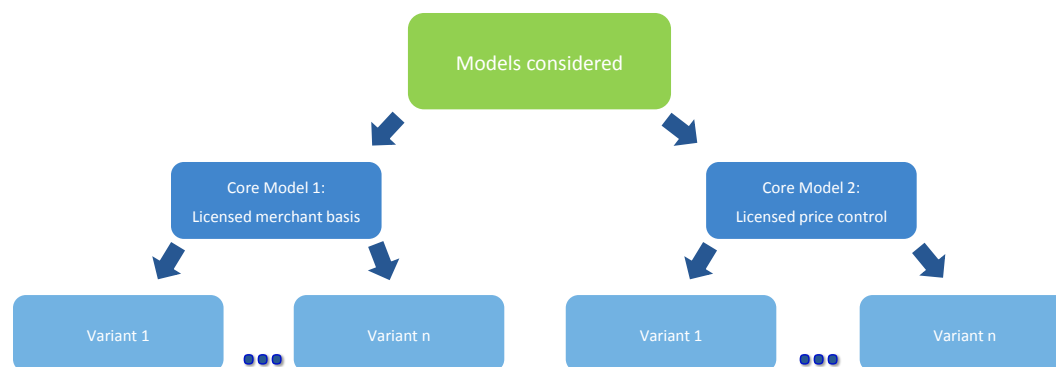 Models considered
Core Model 1:
Licensed merchant basis
Core Model 2:
Licensed price control
Variant 1
Variant n
Variant 1
Variant n